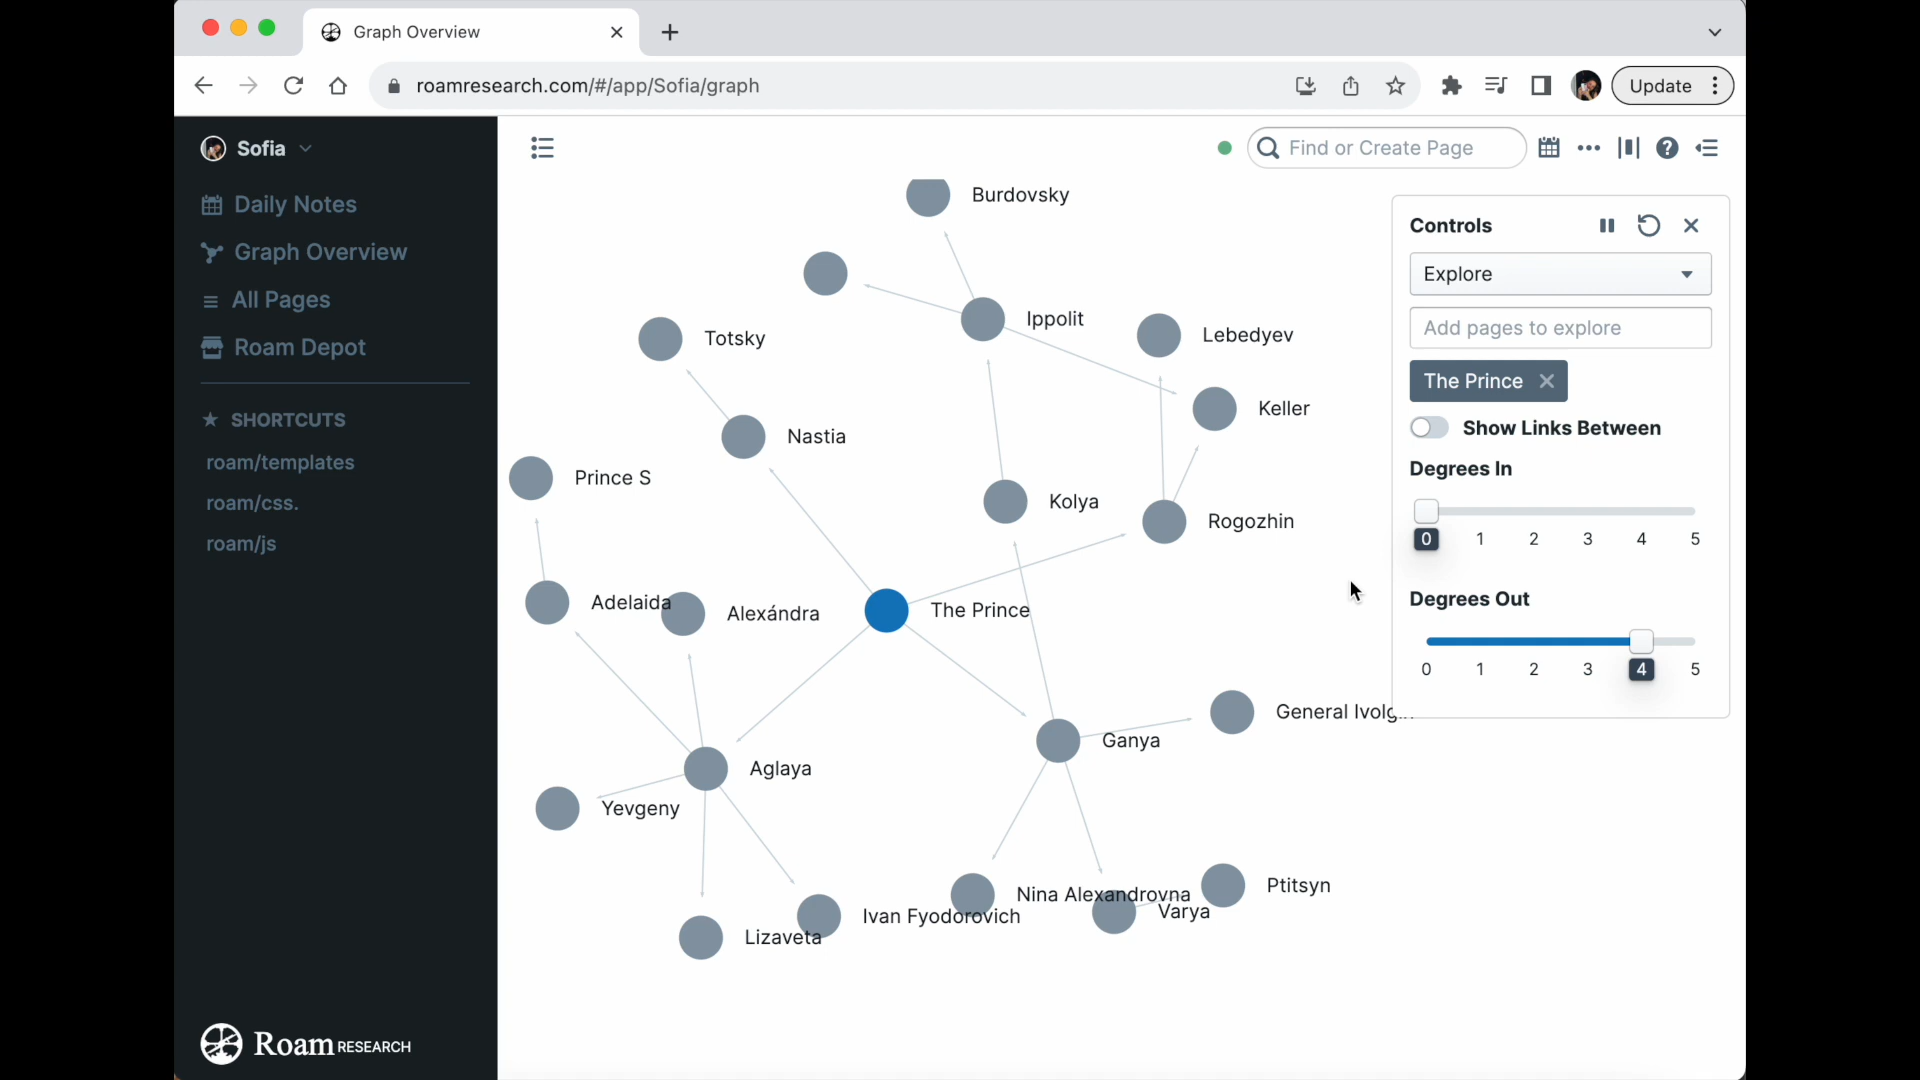 Graph Overview
roamresearch.com/#/app/Sofia/graph
Update
Sofia
Daily Notes
Graph Overview
All Pages
Roam Depot
SHORTCUTS
roam/templates
roam/css.
roam/js
Roam RESEARCH
Find or Create Page
Burdovsky
Ippolit
Totsky
Lebedyev
Keller
Nastia
Prince S
Kolya
Rogozhin
Adelaida
Alexándra
The Prince
General Ivolgi
Ganya
Aglaya
Yevgeny
Ptitsyn
Nina Alexandrovna
Varya
Ivan Fyodorovich
Lizaveta
Controls
Explore
Add pages to explore
The Prince
Show Links Between
Degrees In
0 1 2 3 4 5
Degrees Out
0 1 2 3 4 5